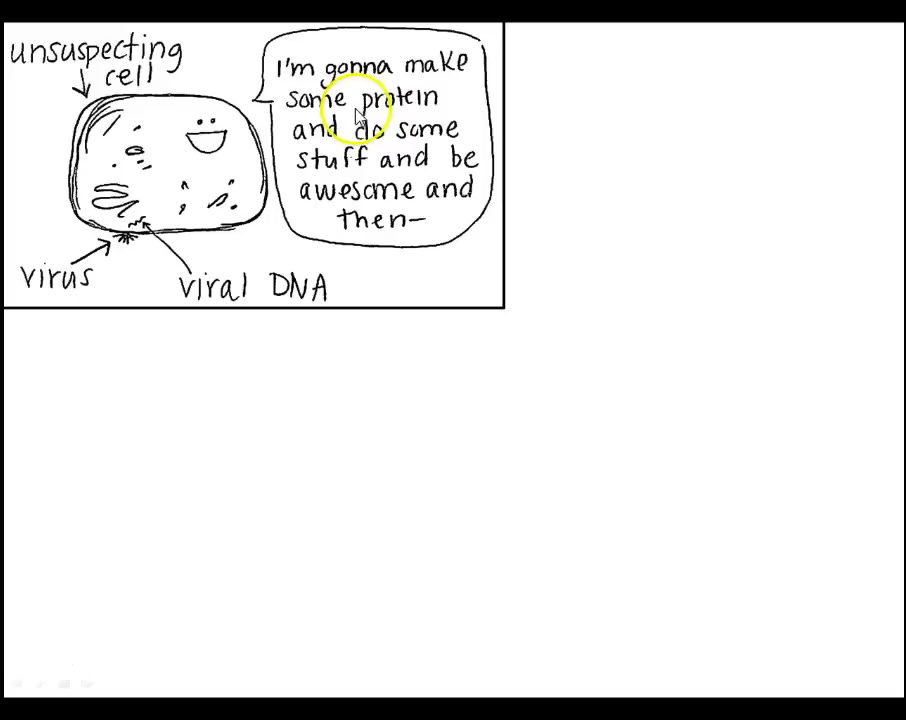 unsuspecting
cell
I'm gonna make
some protein
and do some
stuff and be
awesome and
then—
virus
viral DNA